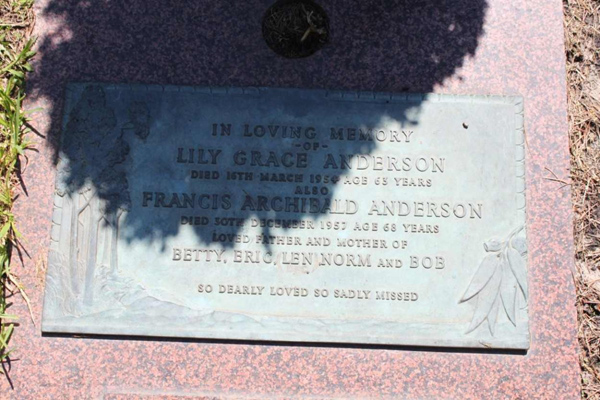 IN LOVING MEMORY
-OF-
LILY GRACE ANDERSON
DIED 16TH MARCH 1956 AGE 65 YEARS
ALSO
FRANCIS ARCHIBALD ANDERSON
DIED 30TH DECEMBER 1957 AGE 68 YEARS
LOVED FATHER AND MOTHER OF
BETTY, ERIC, LEN, NORM AND BOB
SO DEARLY LOVED SO SADLY MISSED